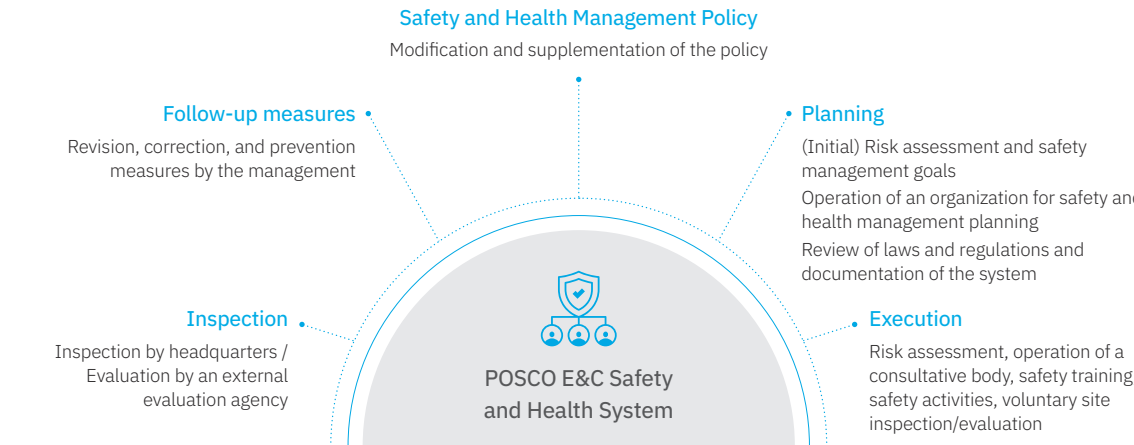 Safety and Health Management Policy
Modification and supplementation of the policy
Follow-up measures
Revision, correction, and prevention
measures by the management
Planning
(Initial) Risk assessment and safety
management goals
Operation of an organization for safety and
health management planning
Review of laws and regulations and
documentation of the system
Inspection
Inspection by headquarters /
Evaluation by an external
evaluation agency
Execution
Risk assessment, operation of a
consultative body, safety training
safety activities, voluntary site
inspection/evaluation
POSCO E&C Safety
and Health System